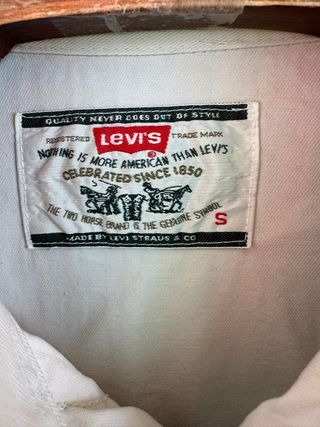 QUALITY NEVER GOES OUT OF STYLE
REGISTERED LEVI'S TRADE MARK
NOTHING IS MORE AMERICAN THAN LEVI'S
CELEBRATED SINCE 1850
THE TWO HORSE BRAND IS THE GENUINE SYMBOL
S
MADE BY LEVI STRAUS & CO